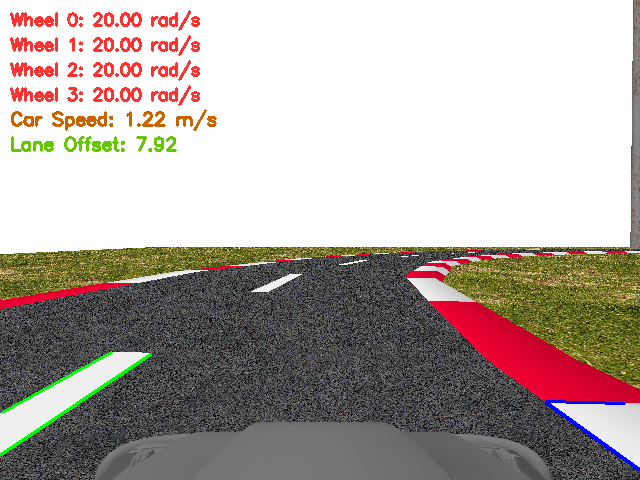 Wheel 0: 20.00 rad/s
Wheel 1: 20.00 rad/s
Wheel 2: 20.00 rad/s
Wheel 3: 20.00 rad/s
Car Speed: 1.22 m/s
Lane Offset: 7.92